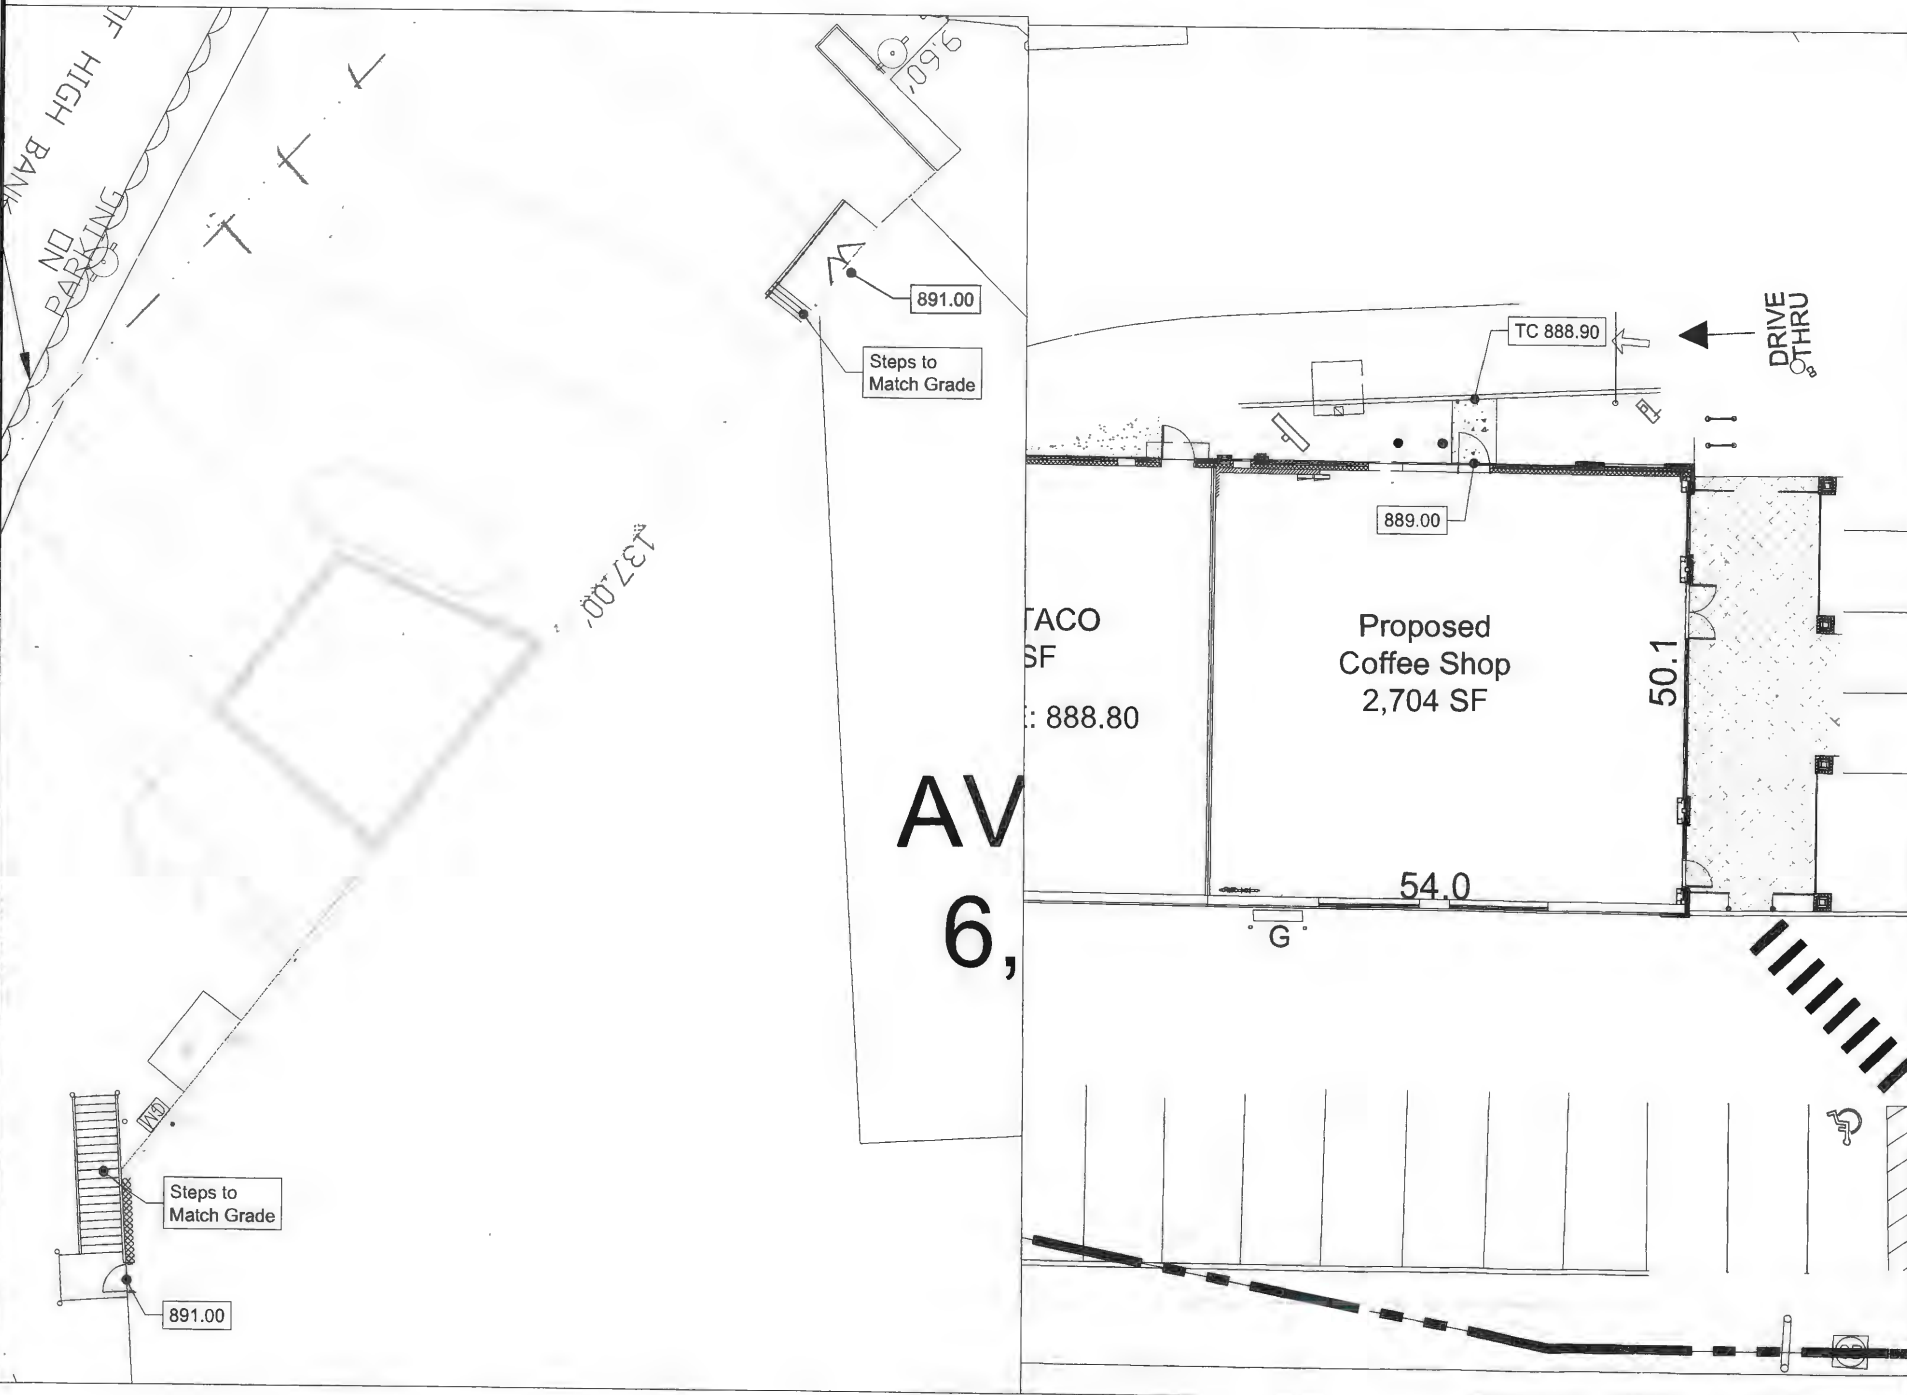 OF HIGH BANK
NO
PARKING
9.60'
891.00
Steps to
Match Grade
137.00'
AV
6,
WD
Steps to
Match Grade
891.00
TC 888.90
DRIVE
THRU
889.00
TACO
SF
: 888.80
Proposed
Coffee Shop
2,704 SF
50.1
54.0
G